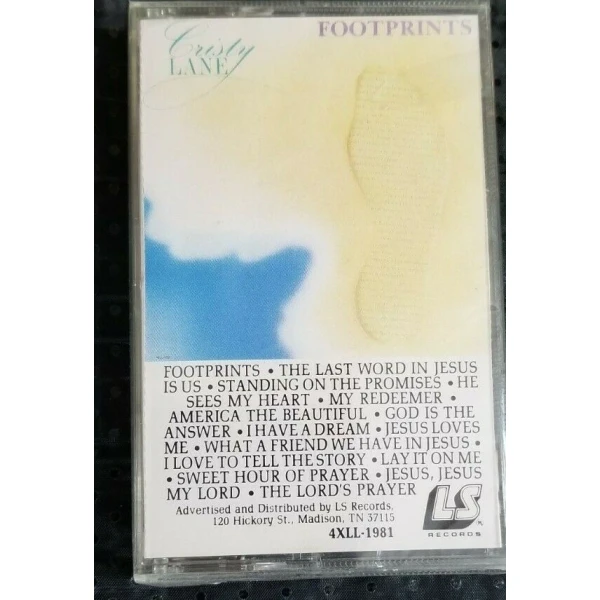 Cristy
LANE
FOOTPRINTS
FOOTPRINTS • THE LAST WORD IN JESUS
IS US • STANDING ON THE PROMISES • HE
SEES MY HEART • MY REDEEMER •
AMERICA THE BEAUTIFUL • GOD IS THE
ANSWER • I HAVE A DREAM • JESUS LOVES
ME • WHAT A FRIEND WE HAVE IN JESUS •
I LOVE TO TELL THE STORY • LAY IT ON ME
• SWEET HOUR OF PRAYER • JESUS, JESUS
MY LORD • THE LORD'S PRAYER
Advertised and Distributed by LS Records,
120 Hickory St., Madison, TN 37115
4XLL-1981
LS
RECORDS